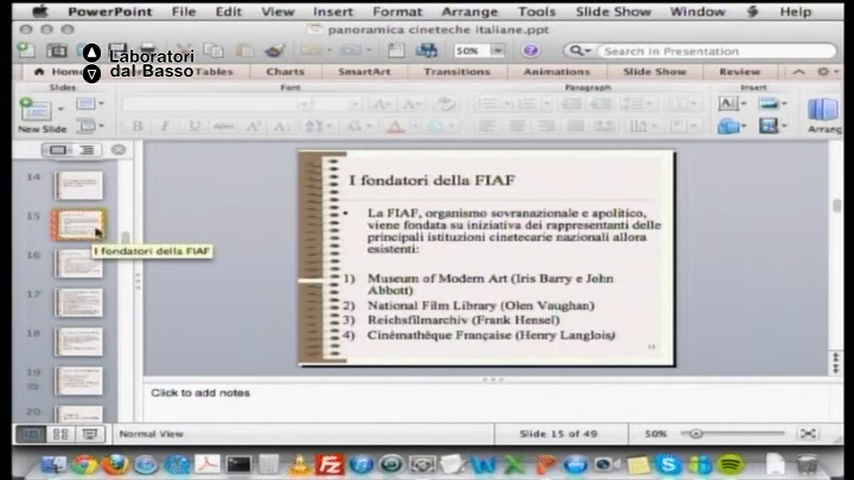 PowerPoint File Edit View Insert Format Arrange Tools Slide Show Window Help
panoramica cineteche italiane.ppt
Laboratori
dal Basso
50%
Search in Presentation
Home Tables Charts SmartArt Transitions Animations Slide Show Review
Slides Font Paragraph Insert
New Slide
Arrang
14
15
16
17
18
19
20
I fondatori della FIAF
I fondatori della FIAF
• La FIAF, organismo sovranazionale e apolitico,
viene fondata su iniziativa dei rappresentanti delle
principali istituzioni cinetecarie nazionali allora
esistenti:
1) Museum of Modern Art (Iris Barry e John
Abbott)
2) National Film Library (Olen Vaughan)
3) Reichsfilmarchiv (Frank Hensel)
4) Cinémathèque Française (Henry Langlois)
15
Click to add notes
Normal View
Slide 15 of 49
50%